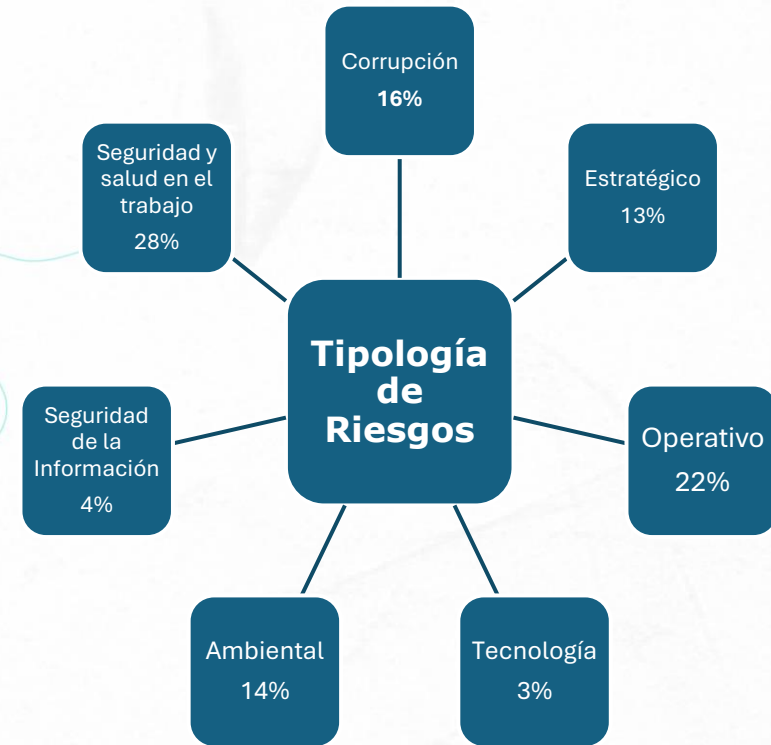 Corrupción
16%
Estratégico
13%
Operativo
22%
Tecnología
3%
Ambiental
14%
Seguridad
de la
Información
4%
Seguridad y
salud en el
trabajo
28%
Tipología
de
Riesgos